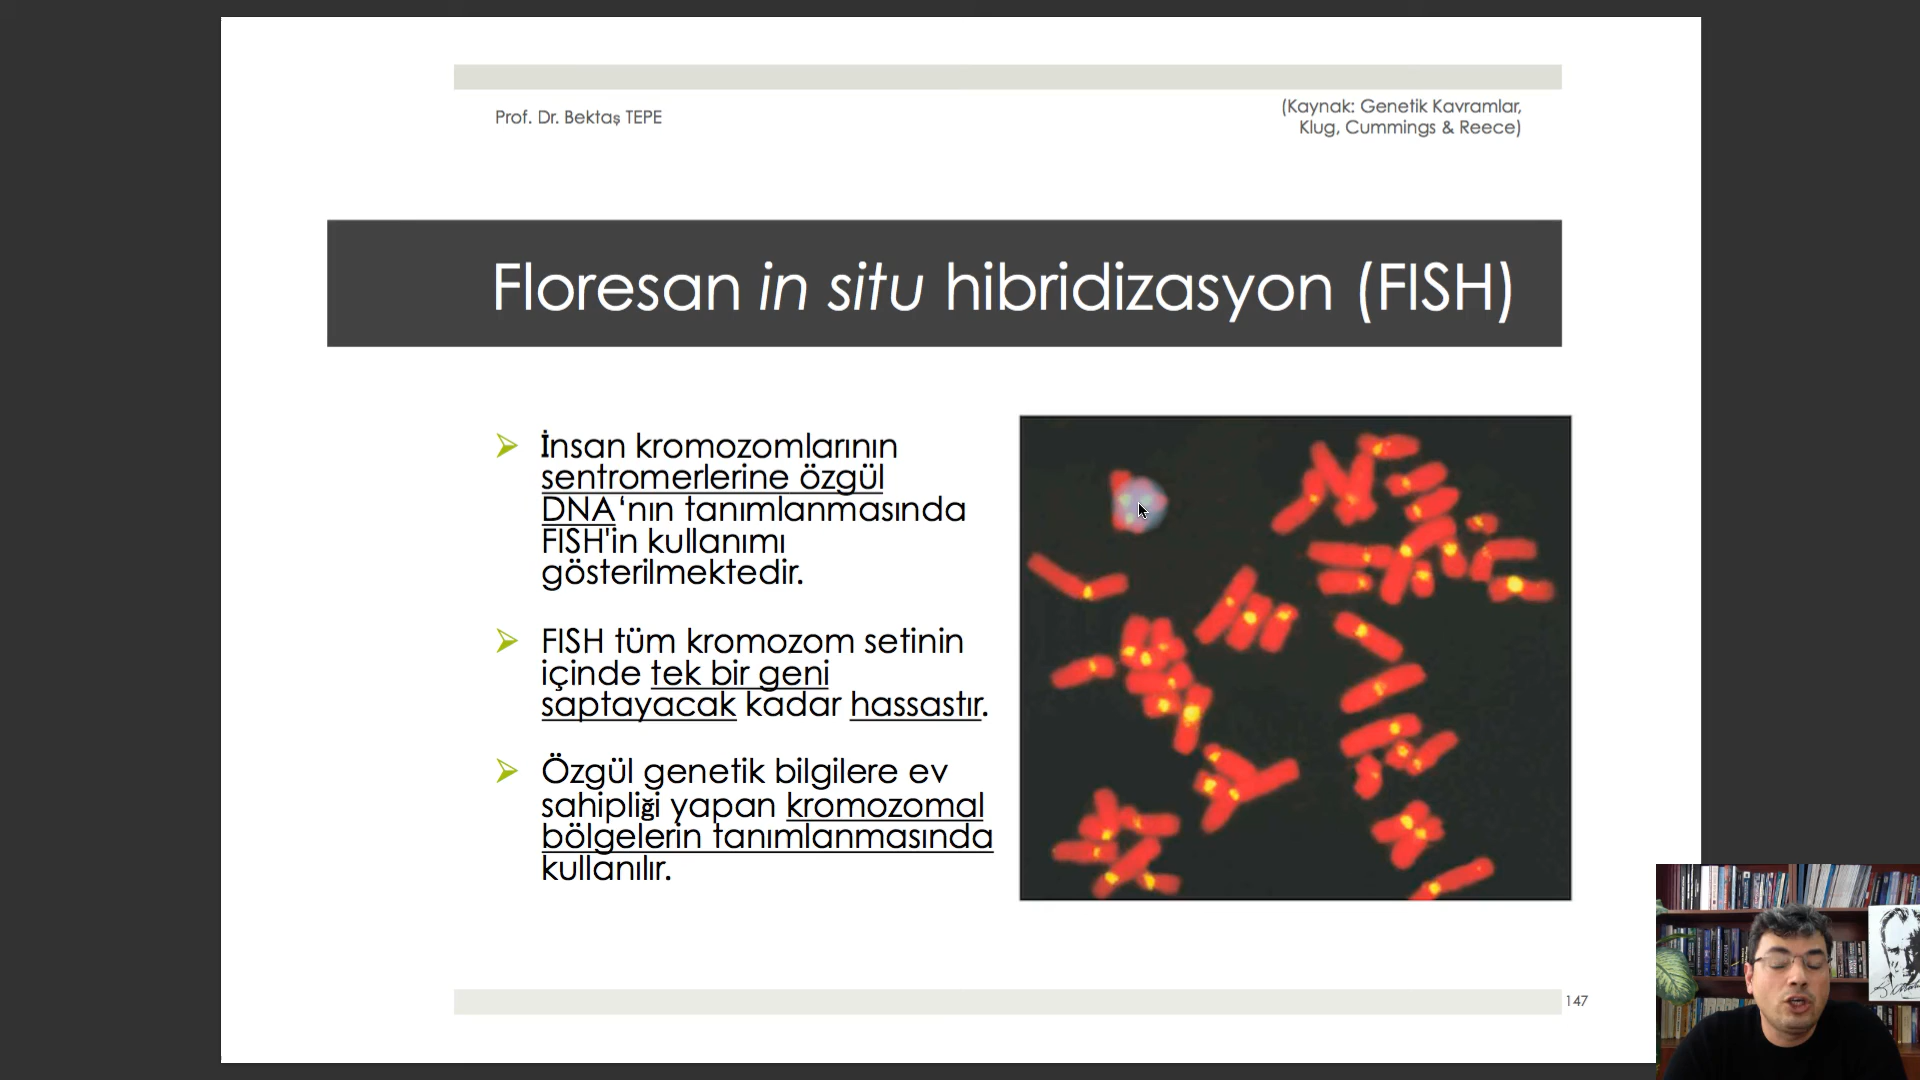 Prof. Dr. Bektaş TEPE
(Kaynak: Genetik Kavramlar,
Klug, Cummings & Reece)
Floresan in situ hibridizasyon (FISH)
İnsan kromozomlarının
sentromerlerine özgül
DNA‘nın tanımlanmasında
FISH'in kullanımı
gösterilmektedir.
FISH tüm kromozom setinin
içinde tek bir geni
saptayacak kadar hassastır.
Özgül genetik bilgilere ev
sahipliği yapan kromozomal
bölgelerin tanımlanmasında
kullanılır.
147